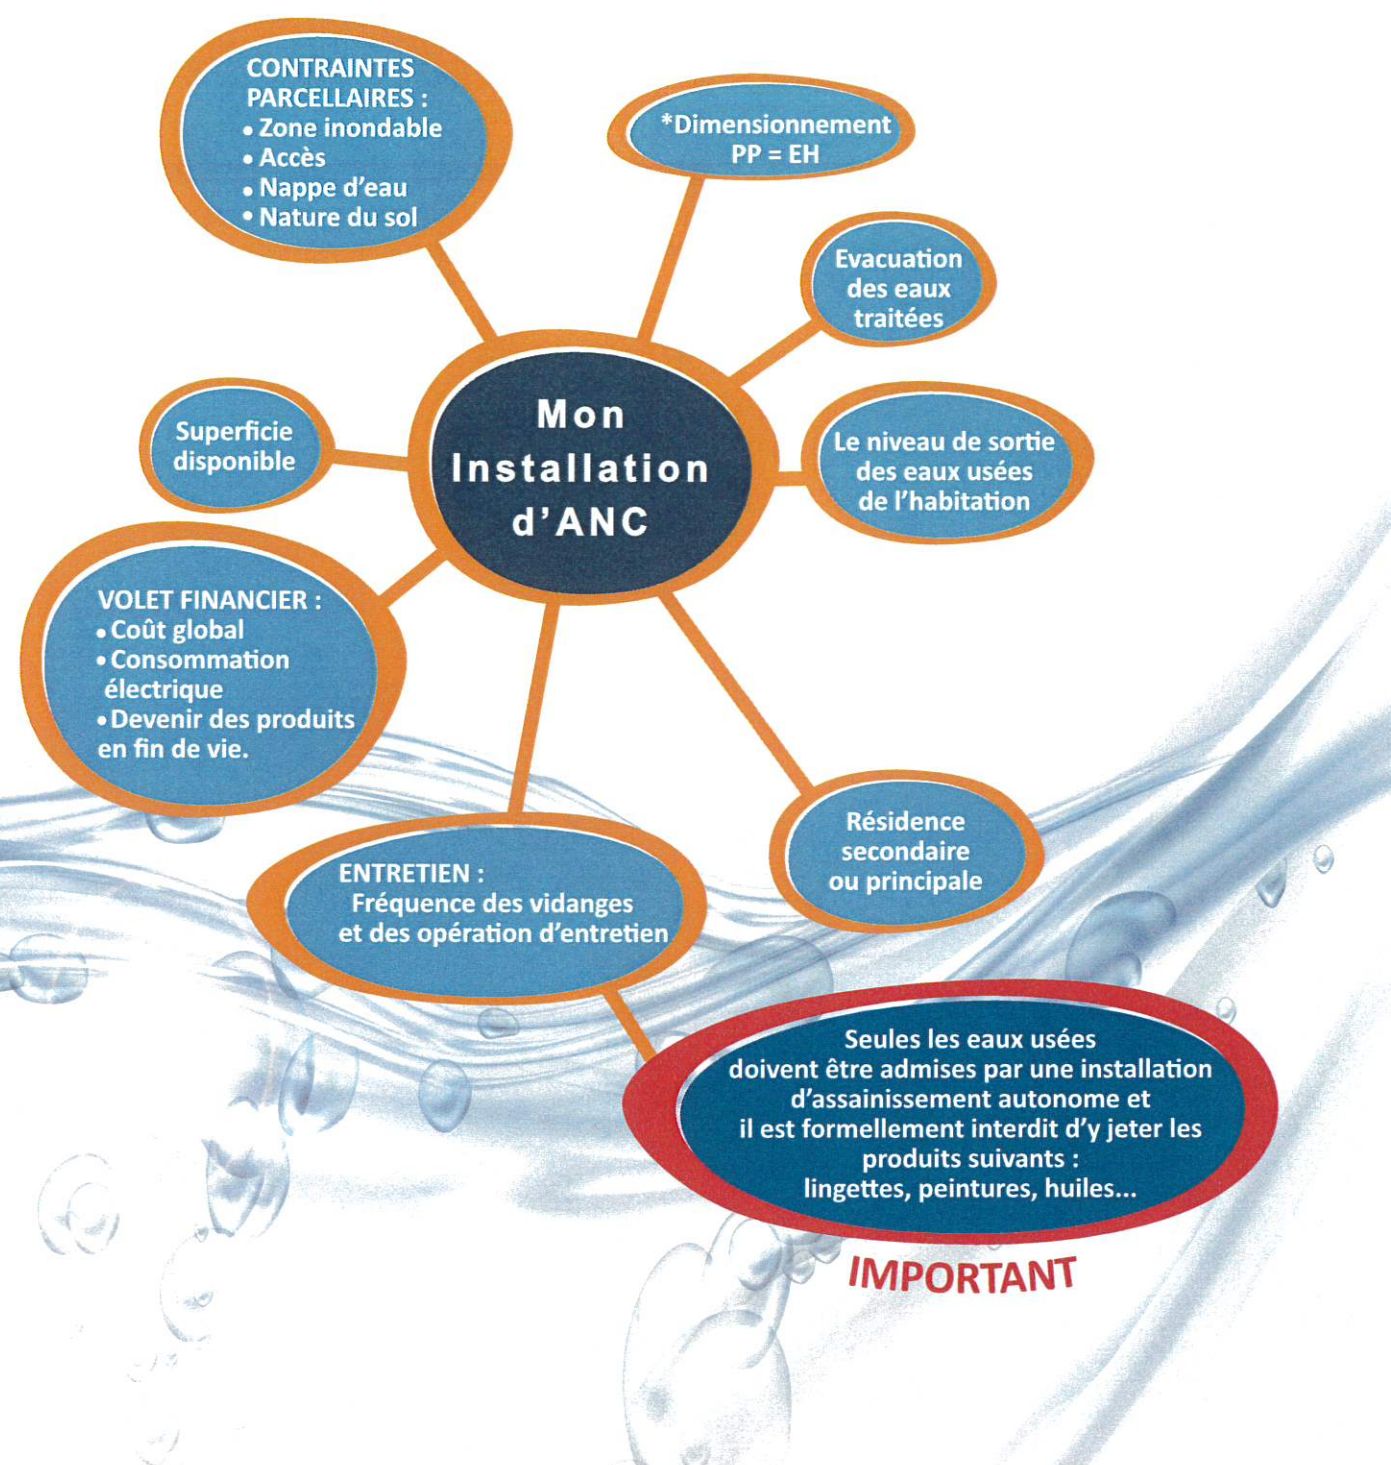 CONTRAINTES
PARCELLAIRES :
• Zone inondable
• Accès
• Nappe d'eau
• Nature du sol
*Dimensionnement
PP = EH
Evacuation
des eaux
traitées
Mon
Installation
d'ANC
Superficie
disponible
Le niveau de sortie
des eaux usées
de l'habitation
VOLET FINANCIER :
• Coût global
• Consommation
électrique
• Devenir des produits
en fin de vie.
Résidence
secondaire
ou principale
ENTRETIEN :
Fréquence des vidanges
et des opération d'entretien
Seules les eaux usées
doivent être admises par une installation
d'assainissement autonome et
il est formellement interdit d'y jeter les
produits suivants :
lingettes, peintures, huiles...
IMPORTANT